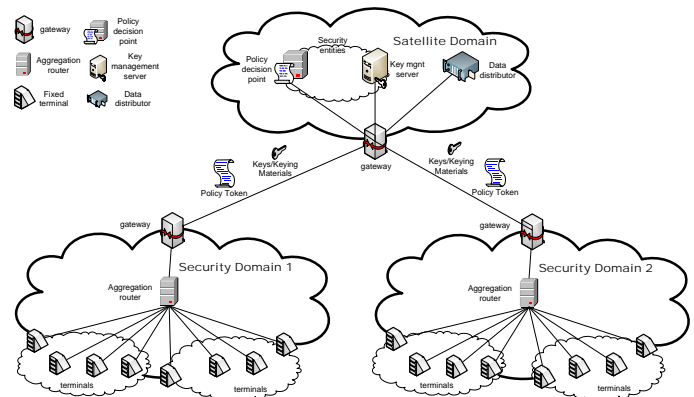 gateway
Policy
decision
point
Aggregation
router
Key
management
server
Fixed
terminal
Data
distributor
Security
entities
Satellite Domain
Policy
decision
point
Key mgnt
server
Data
distributor
gateway
Keys/Keying
Materials
Policy Token
Keys/Keying
Materials
Policy Token
gateway
Security Domain 1
Aggregation
router
terminals
terminals
gateway
Security Domain 2
Aggregation
router
terminals
terminals